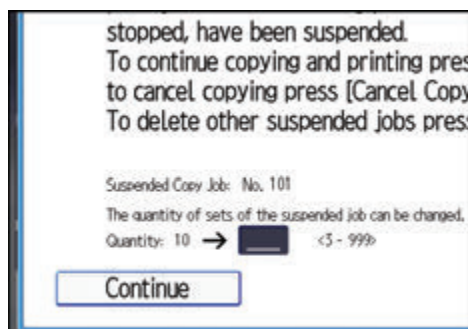 stopped, have been suspended.
To continue copying and printing pres
to cancel copying press [Cancel Copy
To delete other suspended jobs press
Suspended Copy Job: No. 101
The quantity of sets of the suspended job can be changed.
Quantity: 10 → <3 - 999>
Continue